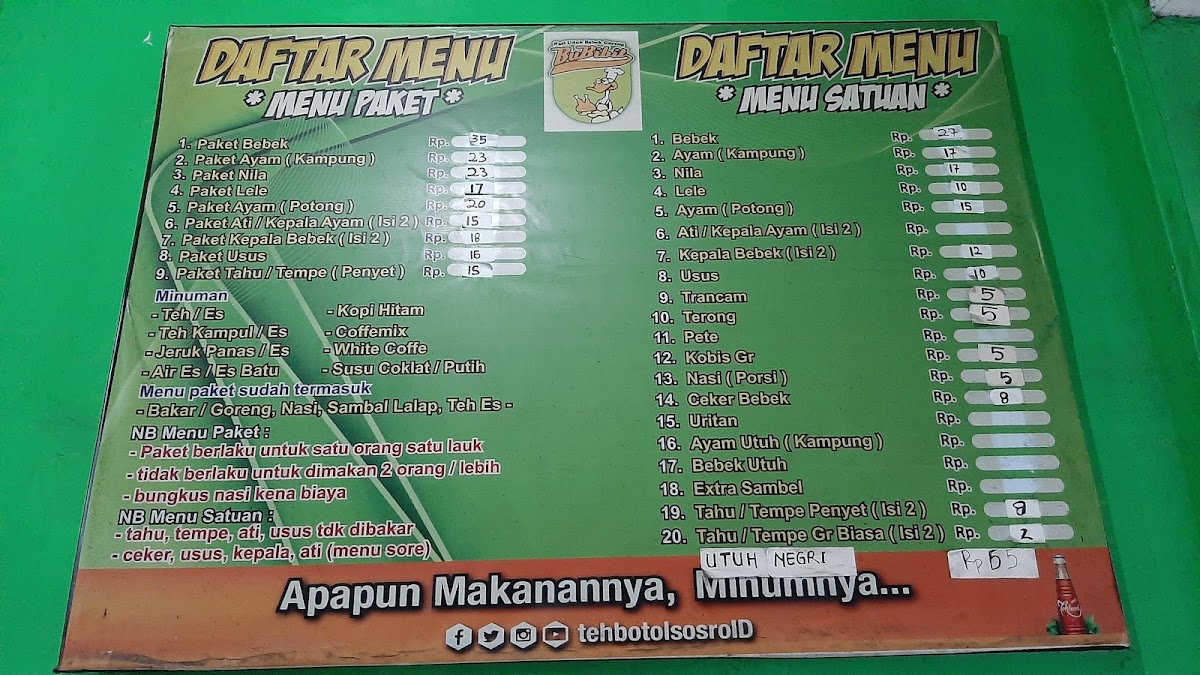 DAFTAR MENU
* MENU PAKET *
1. Paket Bebek Rp. 35
2. Paket Ayam ( Kampung ) Rp. 23
3. Paket Nila Rp. 23
4. Paket Lele Rp. 17
5. Paket Ayam ( Potong ) Rp. 20
6. Paket Ati / Kepala Ayam ( Isi 2 ) Rp. 15
7. Paket Kepala Bebek ( Isi 2 ) Rp. 18
8. Paket Usus Rp. 16
9. Paket Tahu / Tempe ( Penyet ) Rp. 15
Minuman
- Teh / Es - Kopi Hitam
- Teh Kampul / Es - Coffemix
- Jeruk Panas / Es - White Coffe
- Air Es / Es Batu - Susu Coklat / Putih
Menu paket sudah termasuk
- Bakar / Goreng, Nasi, Sambal Lalap, Teh Es -
NB Menu Paket :
- Paket berlaku untuk satu orang satu lauk
- tidak berlaku untuk dimakan 2 orang / lebih
- bungkus nasi kena biaya
NB Menu Satuan :
- tahu, tempe, ati, usus tdk dibakar
- ceker, usus, kepala, ati (menu sore)
BuBibit
DAFTAR MENU
* MENU SATUAN *
1. Bebek Rp. 27
2. Ayam ( Kampung ) Rp. 17
3. Nila Rp. 17
4. Lele Rp. 10
5. Ayam ( Potong ) Rp. 15
6. Ati / Kepala Ayam ( Isi 2 ) Rp.
7. Kepala Bebek ( Isi 2 ) Rp. 12
8. Usus Rp. 10
9. Trancam Rp. 5
10. Terong Rp. 5
11. Pete Rp.
12. Kobis Gr Rp. 5
13. Nasi ( Porsi ) Rp. 5
14. Ceker Bebek Rp. 8
15. Uritan Rp.
16. Ayam Utuh ( Kampung ) Rp.
17. Bebek Utuh Rp.
18. Extra Sambel Rp.
19. Tahu / Tempe Penyet ( Isi 2 ) Rp. 8
20. Tahu / Tempe Gr Biasa ( Isi 2 ) Rp. 2
UTUH NEGRI Rp 55
Apapun Makanannya, Minumnya...
tehbotolsosroID